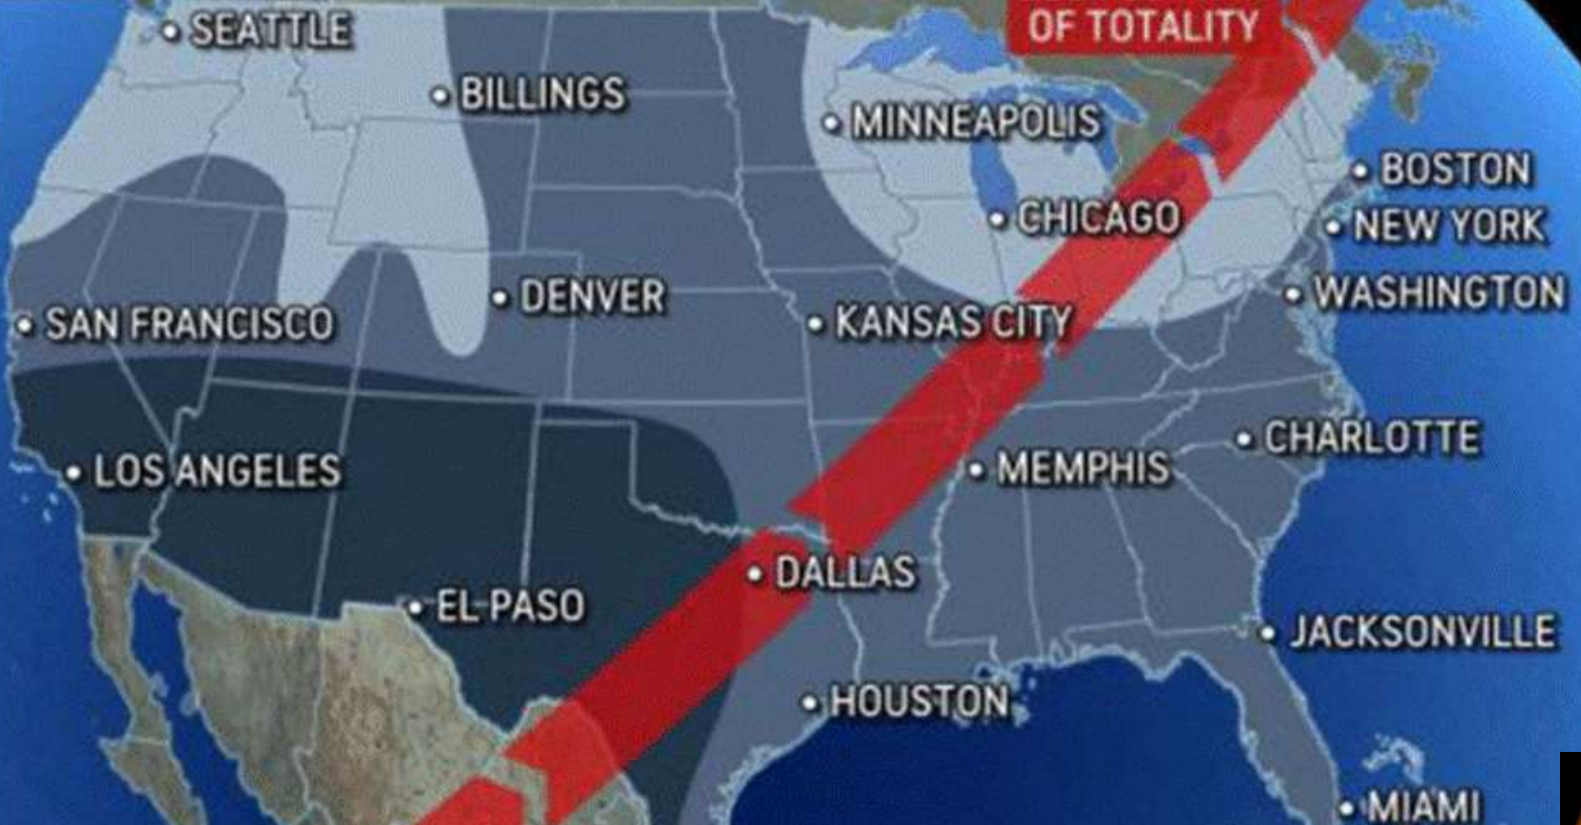 OF TOTALITY
SEATTLE
BILLINGS
MINNEAPOLIS
BOSTON
CHICAGO
NEW YORK
DENVER
WASHINGTON
SAN FRANCISCO
KANSAS CITY
CHARLOTTE
LOS ANGELES
MEMPHIS
DALLAS
EL PASO
JACKSONVILLE
HOUSTON
MIAMI